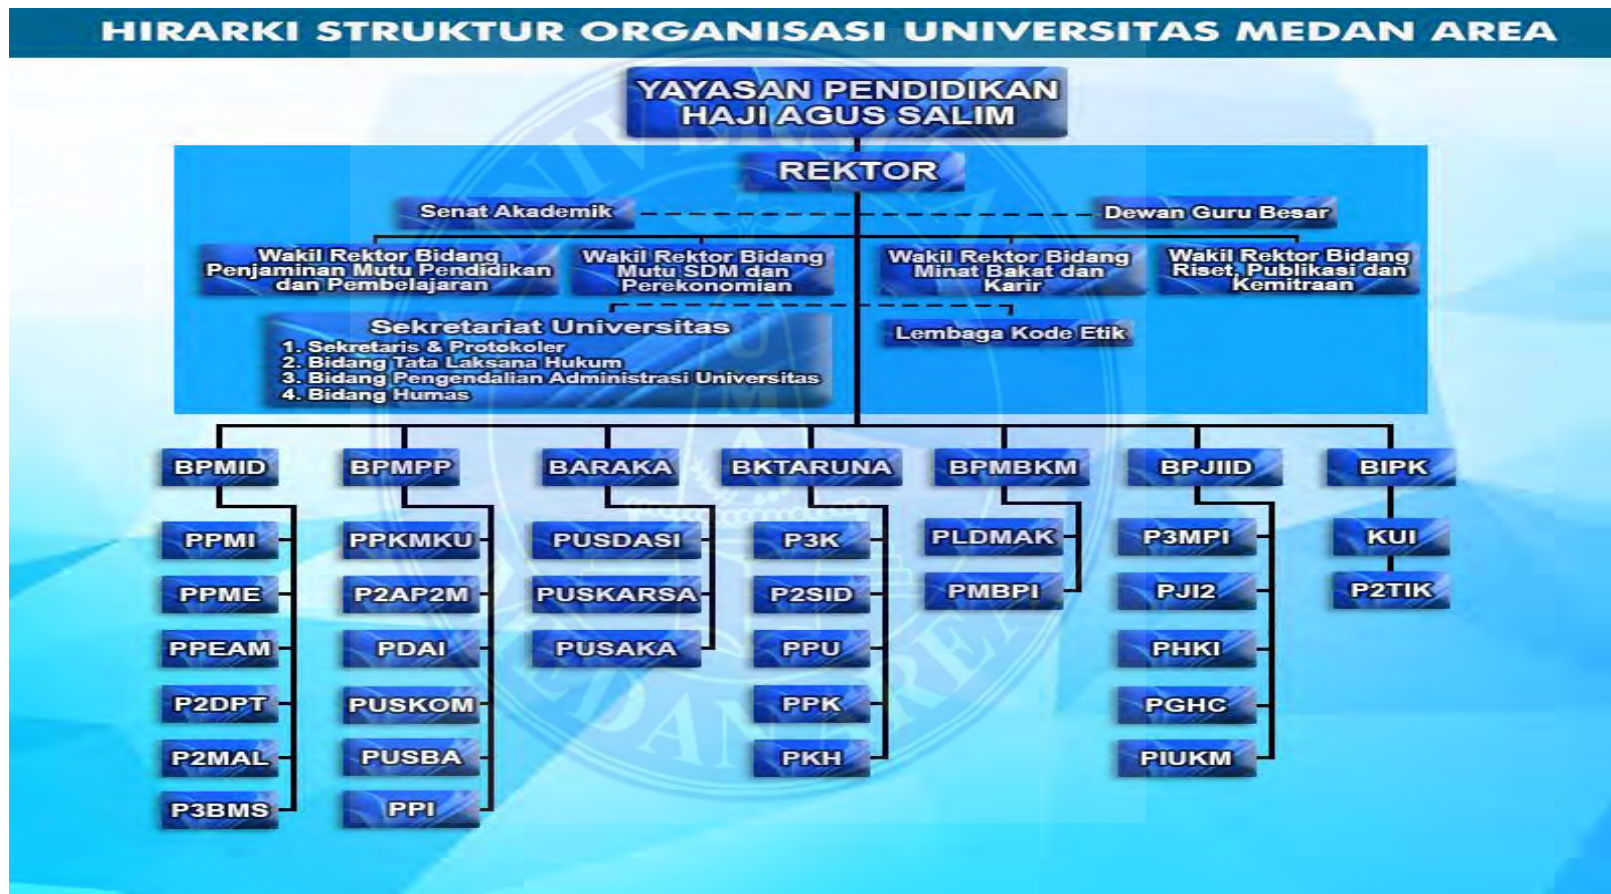 HIRARKI STRUKTUR ORGANISASI UNIVERSITAS MEDAN AREA
YAYASAN PENDIDIKAN
HAJI AGUS SALIM
REKTOR
Senat Akademik
Dewan Guru Besar
Wakil Rektor Bidang
Penjaminan Mutu Pendidikan
dan Pembelajaran
Wakil Rektor Bidang
Mutu SDM dan
Perekonomian
Wakil Rektor Bidang
Minat Bakat dan
Karir
Wakil Rektor Bidang
Riset, Publikasi dan
Kemitraan
Sekretariat Universitas
1. Sekretaris & Protokoler
2. Bidang Tata Laksana Hukum
3. Bidang Pengendalian Administrasi Universitas
4. Bidang Humas
Lembaga Kode Etik
BPMID
PPMI
PPME
PPEAM
P2DPT
P2MAL
P3BMS
BPMPP
PPKMKU
P2AP2M
PDAI
PUSKOM
PUSBA
PPI
BARAKA
PUSDASI
PUSKARSA
PUSAKA
BKTARUNA
P3K
P2SID
PPU
PPK
PKH
BPMBKM
PLDMAK
PMBPI
BPJIID
P3MPI
PJI2
PHKI
PGHC
PIUKM
BIPK
KUI
P2TIK
UNIVERSITAS
MEDAN AREA
UMA